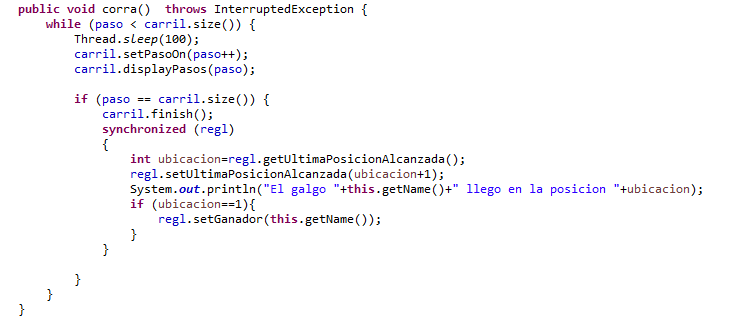 public void corra()  throws InterruptedException {
    while (paso < carril.size()) {
        Thread.sleep(100);
        carril.setPasoOn(paso++);
        carril.displayPasos(paso);

        if (paso == carril.size()) {
            carril.finish();
            synchronized (regl)
            {
                int ubicacion=regl.getUltimaPosicionAlcanzada();
                regl.setUltimaPosicionAlcanzada(ubicacion+1);
                System.out.println("El galgo "+this.getName()+" llego en la posicion "+ubicacion);
                if (ubicacion==1){
                    regl.setGanador(this.getName());
                }
            }

        }
    }
}